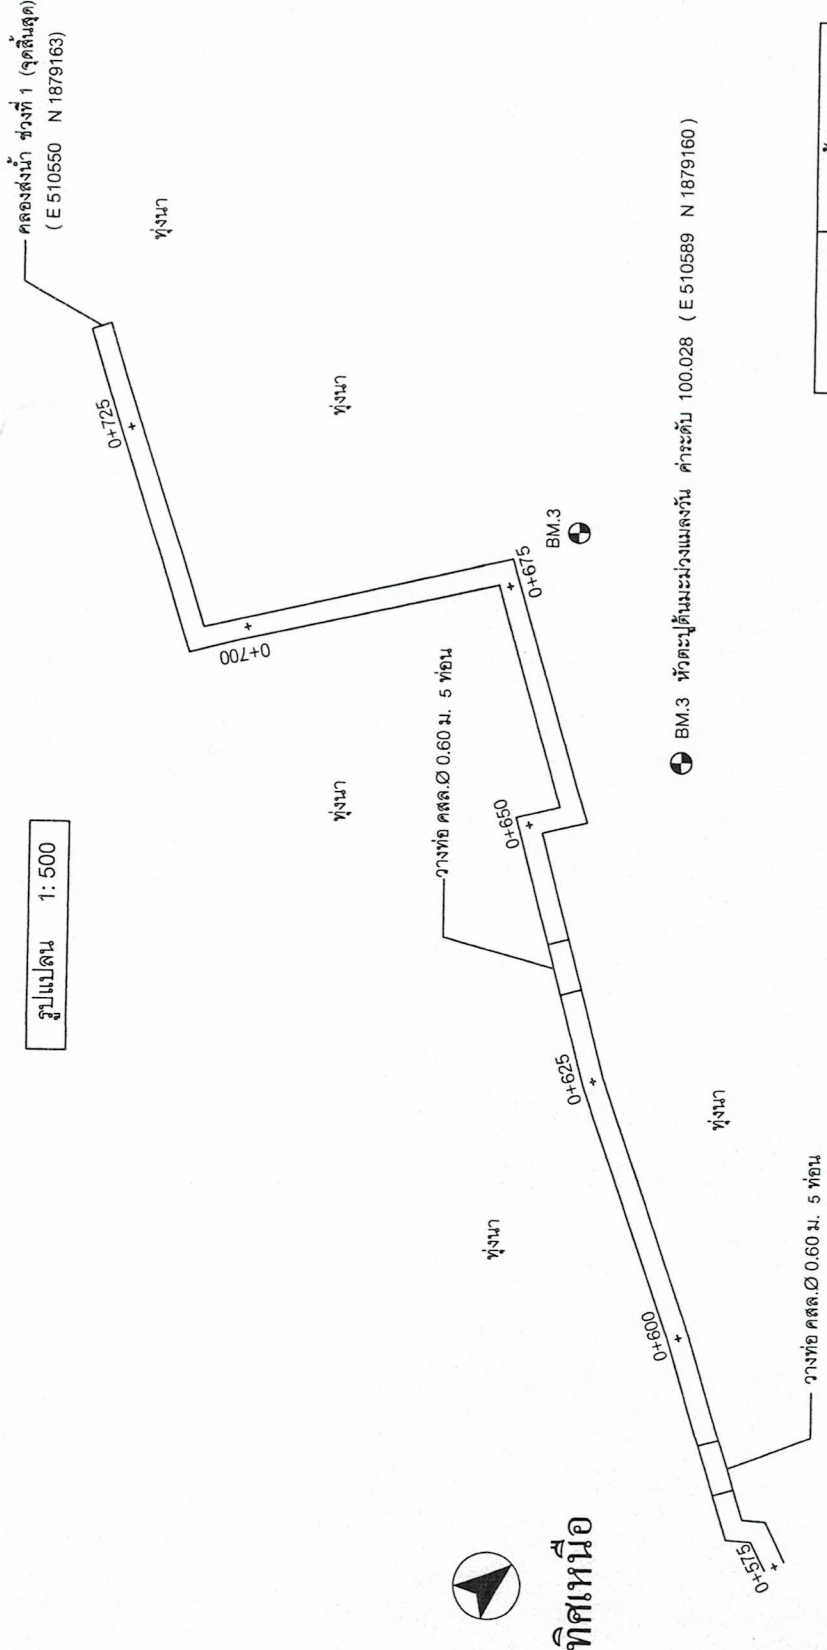 รูปแปลน 1: 500
คลองส่งน้ำ ช่วงที่ 1 (จุดสิ้นสุด)
( E 510550 N 1879163)
0+725
ทุ่งนา
0+700
ทุ่งนา
ทุ่งนา
วางท่อ คสล.Ø 0.60 ม. 5 ท่อน
0+650
0+675
BM.3
ทุ่งนา
0+625
BM.3 หัวตะปูต้นมะม่วงแมลงวัน ค่าระดับ 100.028 ( E 510589 N 1879160 )
ทิศเหนือ
0+600
ทุ่งนา
0+575
วางท่อ คสล.Ø 0.60 ม. 5 ท่อน